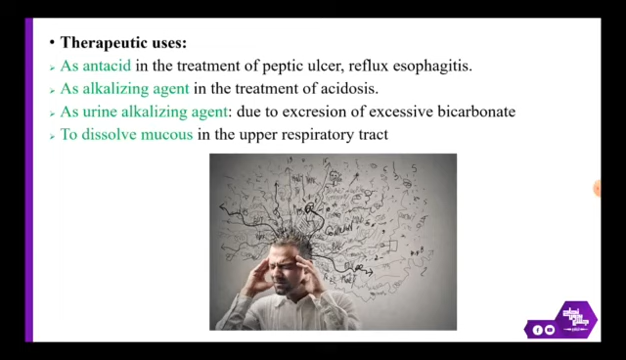 • Therapeutic uses:
➢ As antacid in the treatment of peptic ulcer, reflux esophagitis.
➢ As alkalizing agent in the treatment of acidosis.
➢ As urine alkalizing agent: due to excresion of excessive bicarbonate
➢ To dissolve mucous in the upper respiratory tract